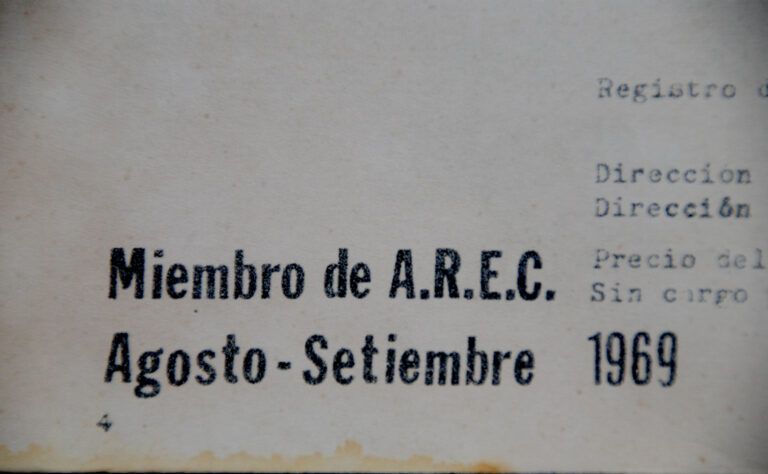 Registro d
Direccion
Dirección
Precio del
Sin cargo
Miembro de A.R.E.C.
Agosto-Setiembre 1969
4